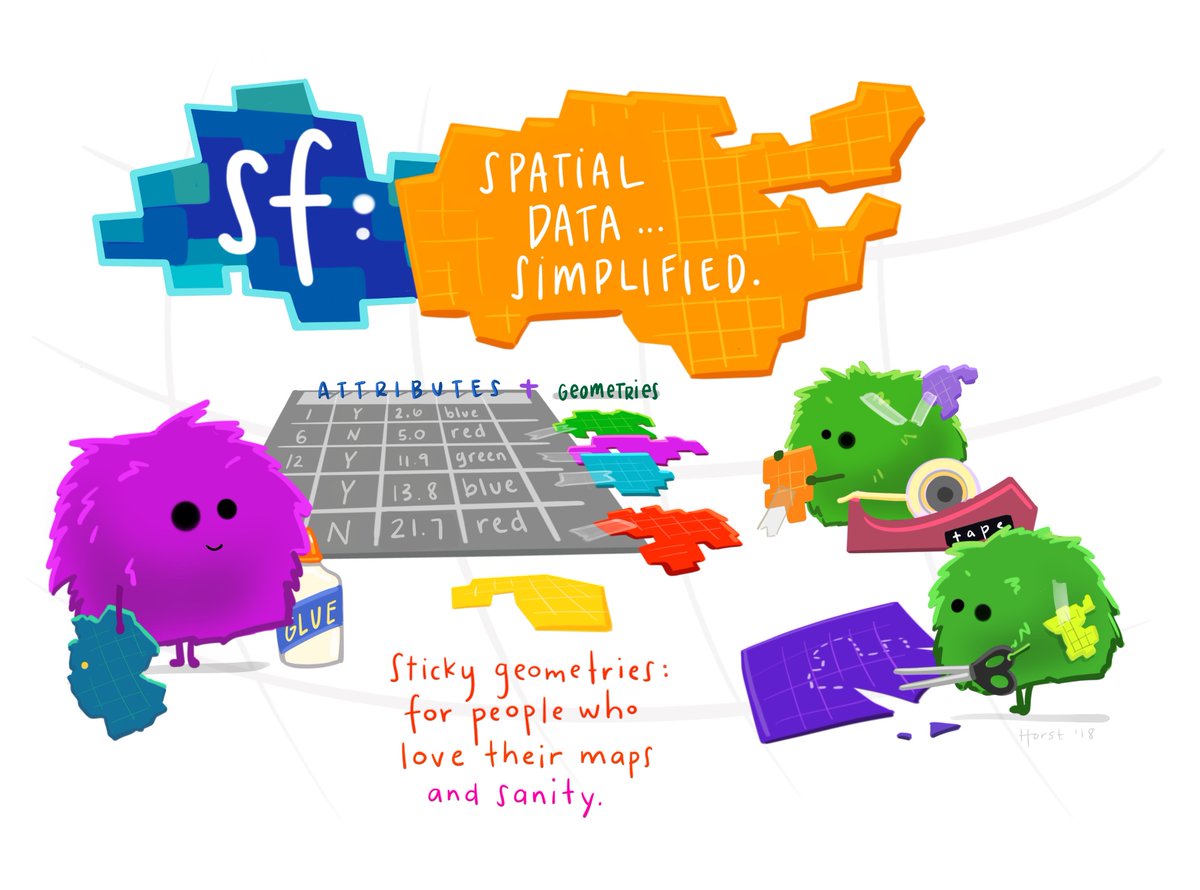 sf:
SPATIAL
DATA ...
SIMPLIFIED.
ATTRIBUTES + GEOMETRIES
1 Y 2.6 blue
6 N 5.0 red
12 Y 11.9 green
Y 13.8 blue
N 21.7 red
GLUE
tape
Sticky geometries:
for people who
love their maps
and sanity.
Horst '18